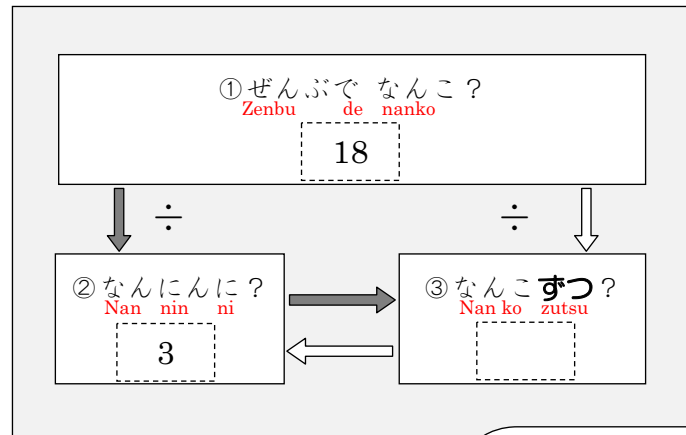 ①ぜんぶで なんこ？
Zenbu de nanko
18
÷ ÷
②なんにんに？
Nan nin ni
3
③なんこずつ？
Nan ko zutsu